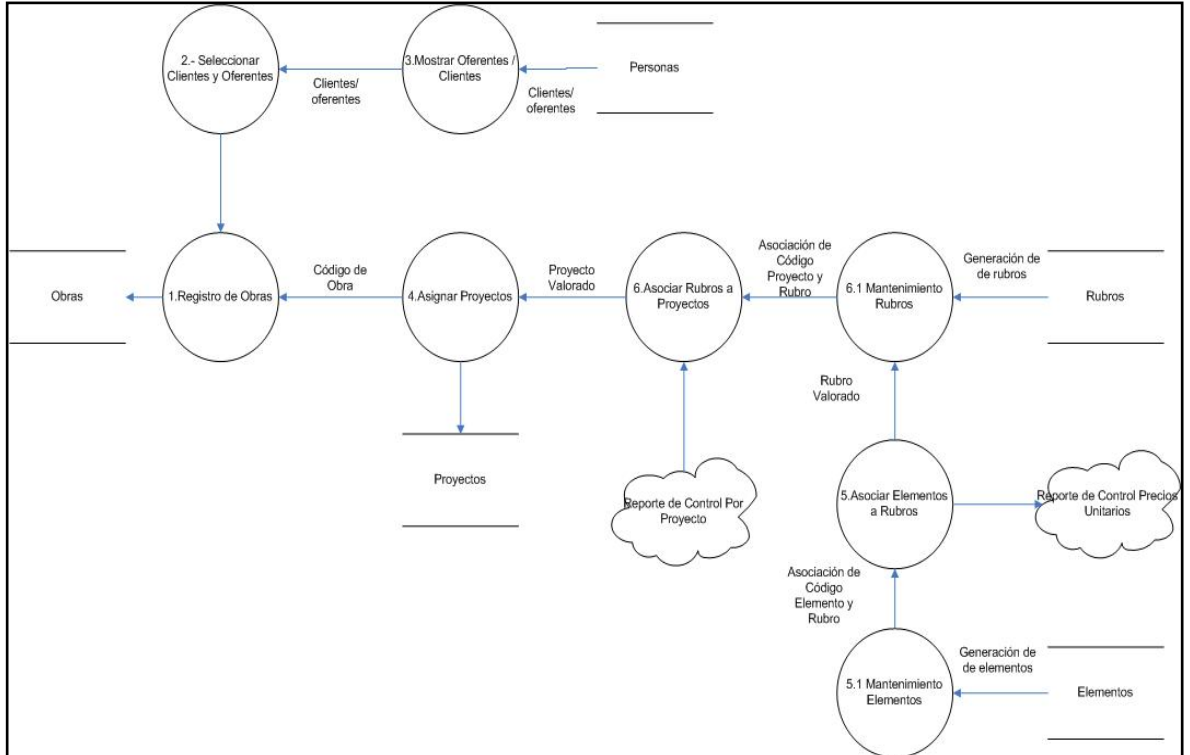 2.- Seleccionar
Clientes y Oferentes
Clientes/
oferentes
3.Mostrar Oferentes /
Clientes
Clientes/
oferentes
Personas
Obras
1.Registro de Obras
Código de
Obra
4.Asignar Proyectos
Proyecto
Valorado
6.Asociar Rubros a
Proyectos
Asociación de
Código
Proyecto y
Rubro
6.1 Mantenimiento
Rubros
Generación de
de rubros
Rubros
Rubro
Valorado
Proyectos
Reporte de Control Por
Proyecto
5.Asociar Elementos
a Rubros
Reporte de Control Precios
Unitarios
Asociación de
Código
Elemento y
Rubro
5.1 Mantenimiento
Elementos
Generación de
de elementos
Elementos